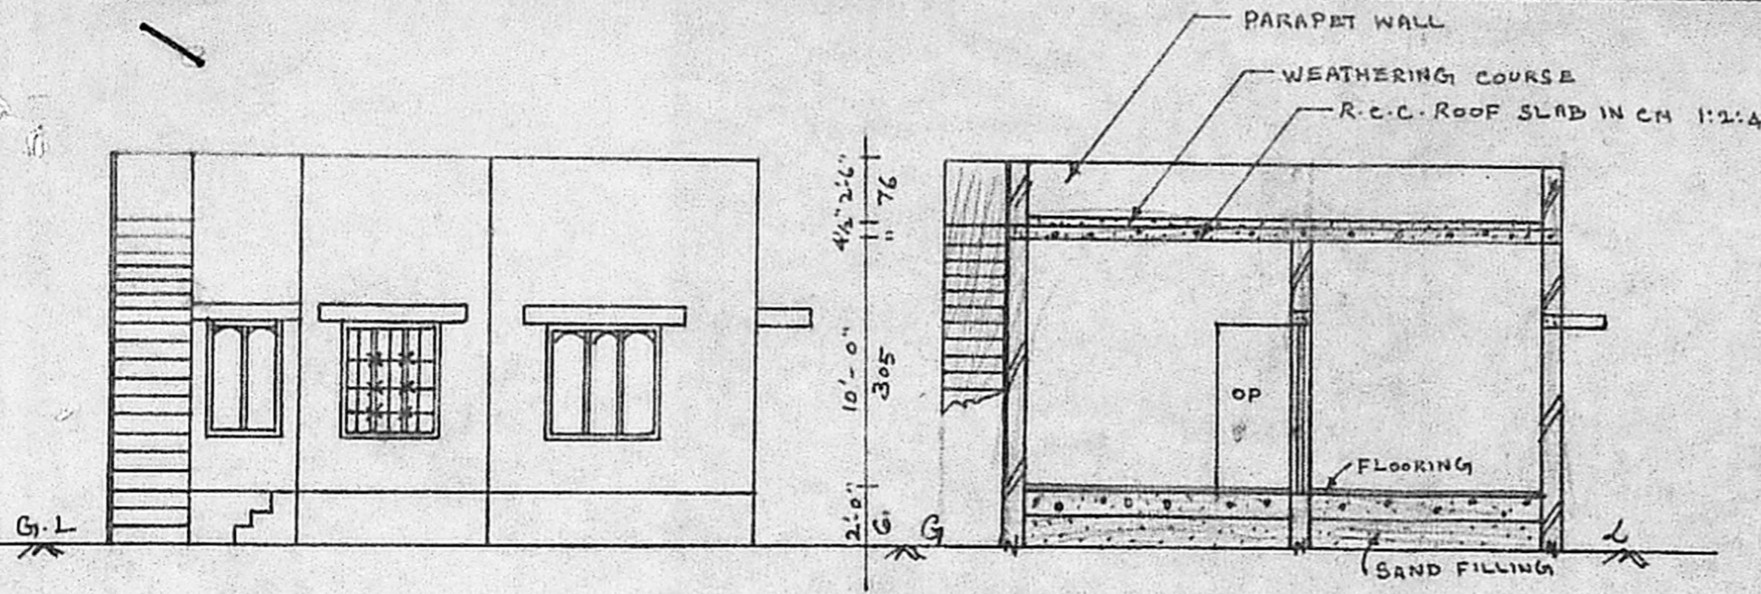 PARAPET WALL
WEATHERING COURSE
R.C.C. ROOF SLAB IN CM 1:2:4
2'-6"
76
4½"
"
10'-0"
305
OP
FLOORING
2'-0"
G.L
G
L
SAND FILLING